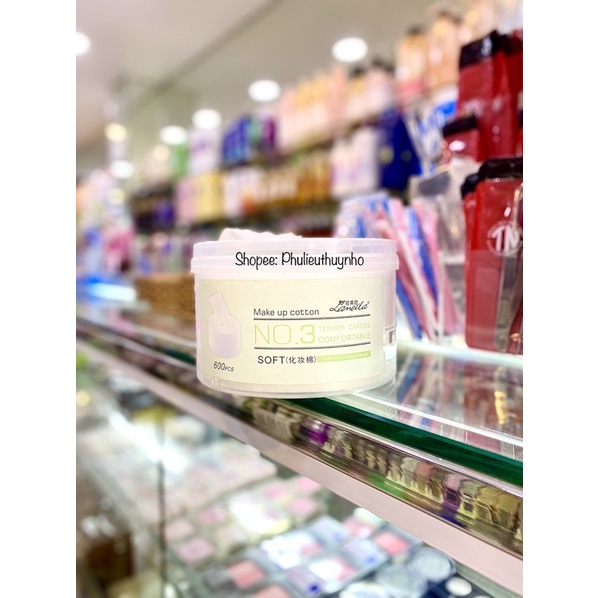 Shopee: Phulieuthuynho
Make up cotton
Lameila
NO.3
TENDER CARESS
COMFORTABLE
SOFT(化妆棉)
600PCS